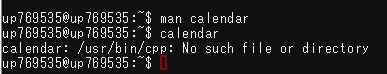 up769535@up769535:~$ man calendar
up769535@up769535:~$ calendar
calendar: /usr/bin/cpp: No such file or directory
up769535@up769535:~$